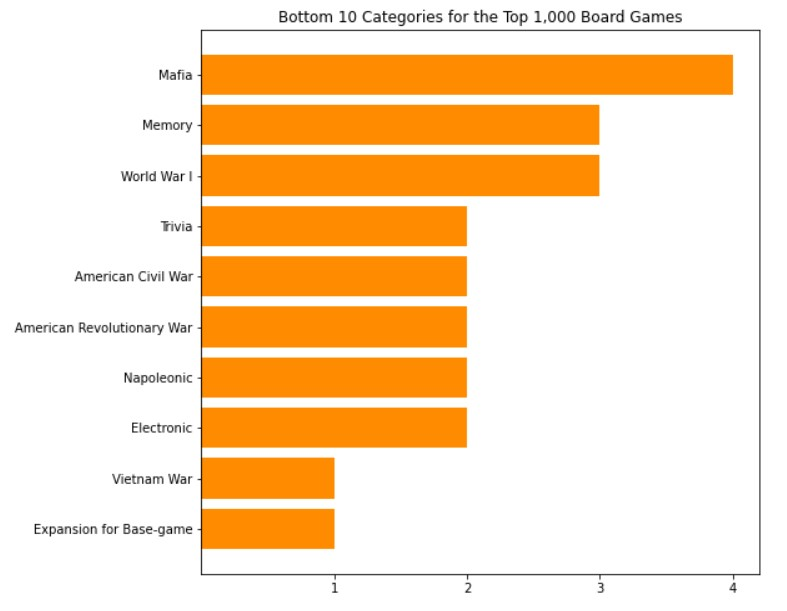 Bottom 10 Categories for the Top 1,000 Board Games
Mafia
Memory
World War I
Trivia
American Civil War
American Revolutionary War
Napoleonic
Electronic
Vietnam War
Expansion for Base-game
1 2 3 4